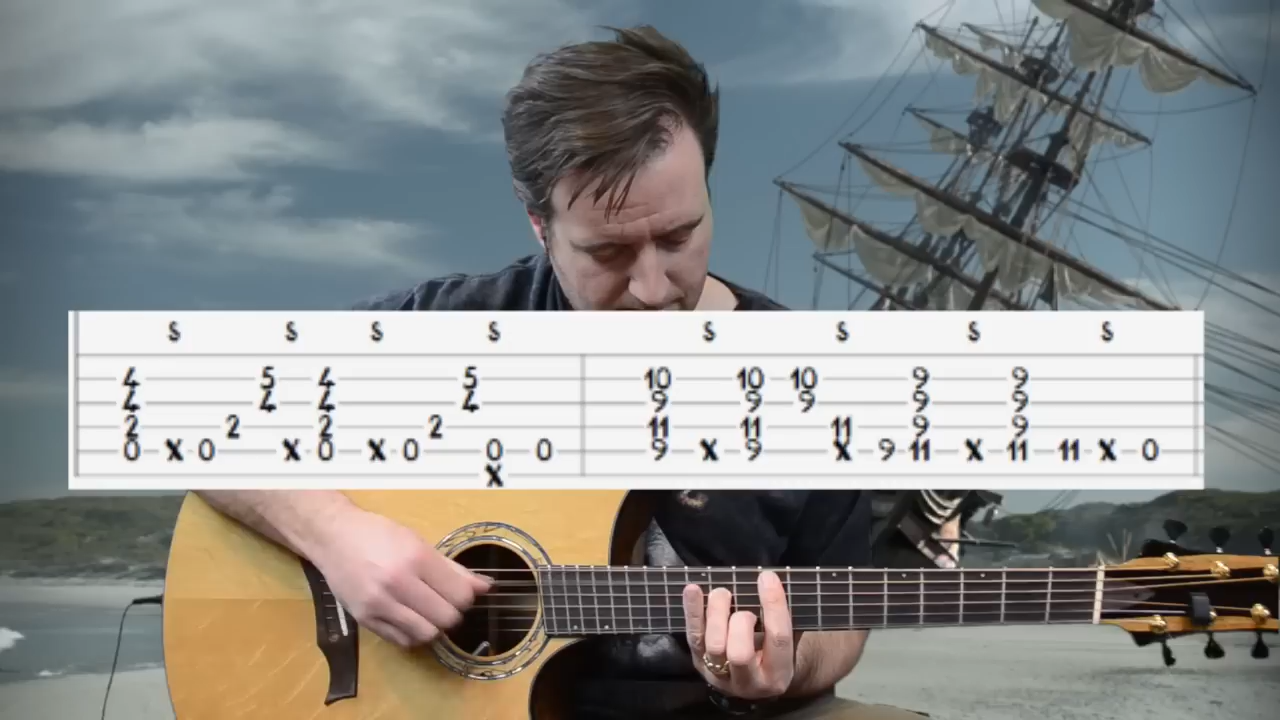 S S S S S S S S
4 5 4 5 10 10 10 9 9
4 4 4 4 9 9 9 9 9
2 2 2 2 11 11 11 9 9
0 X 0 X 0 X 0 0 0 9 X 9 X 9 11 X 11 11 X 0
X